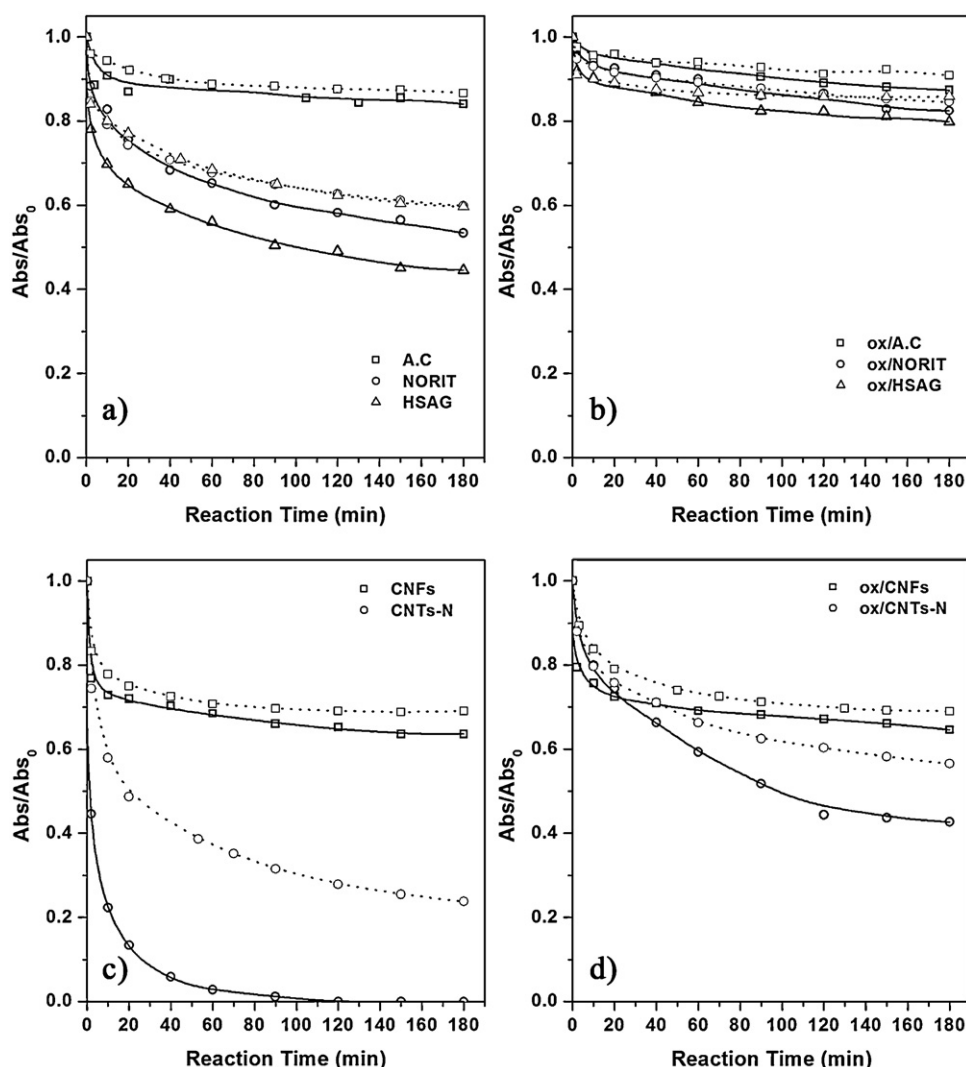 1.0
0.8
0.6
0.4
0.2
0.0
Abs/Abs0
A.C
NORIT
HSAG
a)
0 20 40 60 80 100 120 140 160 180
Reaction Time (min)
1.0
0.8
0.6
0.4
0.2
0.0
Abs/Abs0
ox/A.C
ox/NORIT
ox/HSAG
b)
0 20 40 60 80 100 120 140 160 180
Reaction Time (min)
1.0
0.8
0.6
0.4
0.2
0.0
Abs/Abs0
CNFs
CNTs-N
c)
0 20 40 60 80 100 120 140 160 180
Reaction Time (min)
1.0
0.8
0.6
0.4
0.2
0.0
Abs/Abs0
ox/CNFs
ox/CNTs-N
d)
0 20 40 60 80 100 120 140 160 180
Reaction Time (min)